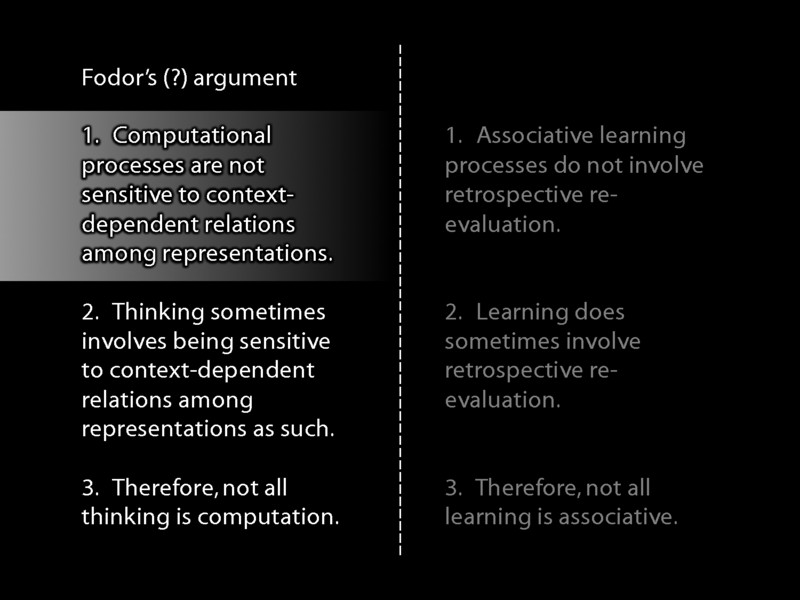 Fodor's (?) argument
1. Computational
processes are not
sensitive to context-
dependent relations
among representations.
2. Thinking sometimes
involves being sensitive
to context-dependent
relations among
representations as such.
3. Therefore, not all
thinking is computation.
1. Associative learning
processes do not involve
retrospective re-
evaluation.
2. Learning does
sometimes involve
retrospective re-
evaluation.
3. Therefore, not all
learning is associative.